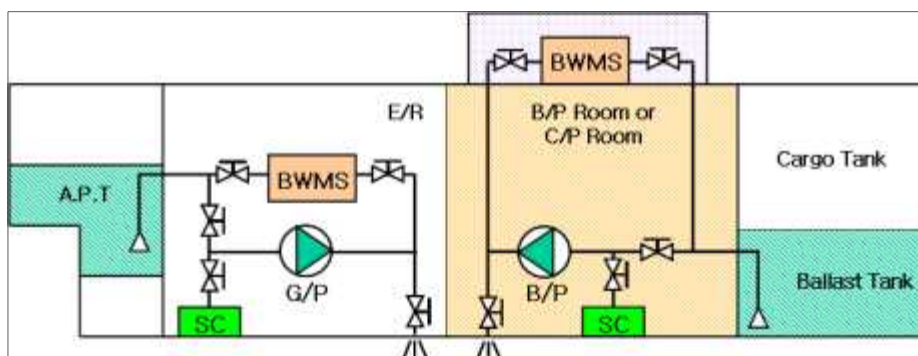 BWMS
E/R
B/P Room or
C/P Room
Cargo Tank
A.P.T
BWMS
G/P
B/P
Ballast Tank
SC
SC